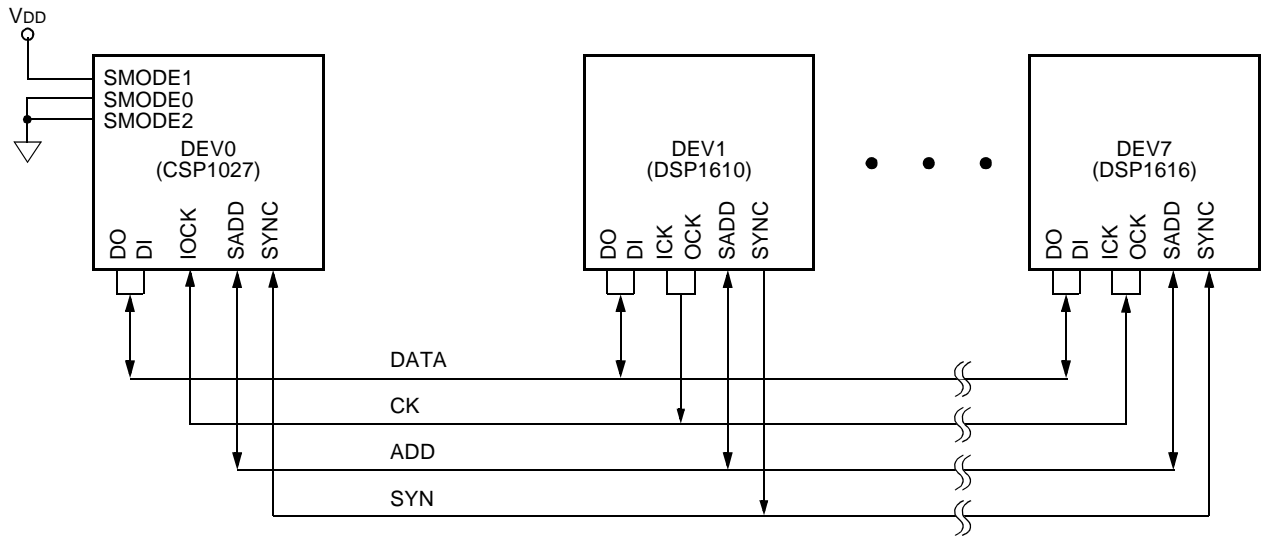 VDD
SMODE1
SMODE0
SMODE2
DEV0
(CSP1027)
DO
DI
IOCK
SADD
SYNC
DEV1
(DSP1610)
DO
DI
ICK
OCK
SADD
SYNC
DEV7
(DSP1616)
DO
DI
ICK
OCK
SADD
SYNC
DATA
CK
ADD
SYN